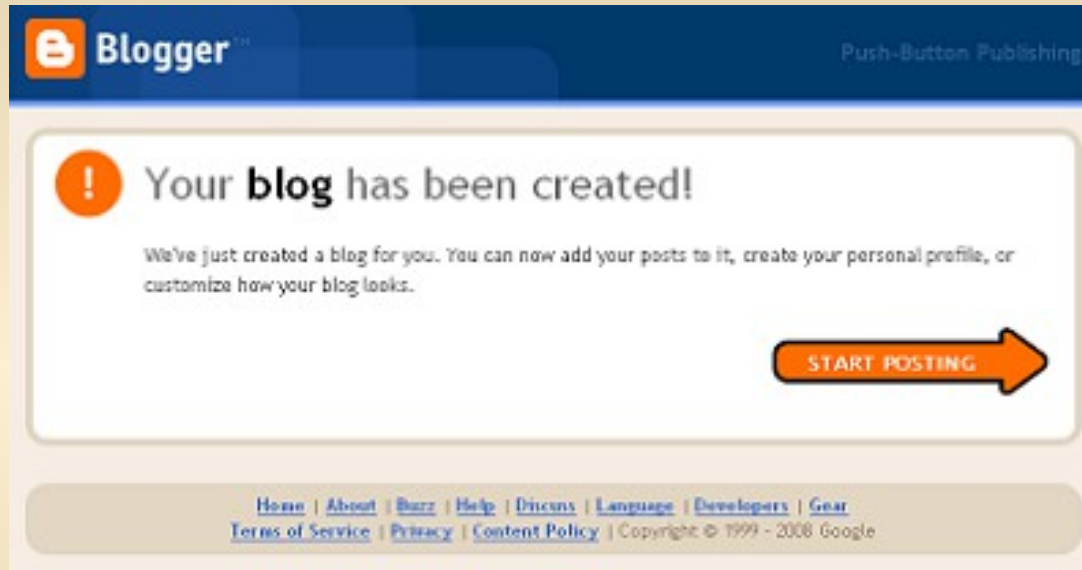 Blogger™
Push-Button Publishing
! Your blog has been created!
We've just created a blog for you. You can now add your posts to it, create your personal profile, or
customize how your blog looks.
START POSTING
Home | About | Buzz | Help | Discuss | Language | Developers | Gear
Terms of Service | Privacy | Content Policy | Copyright © 1999 - 2008 Google